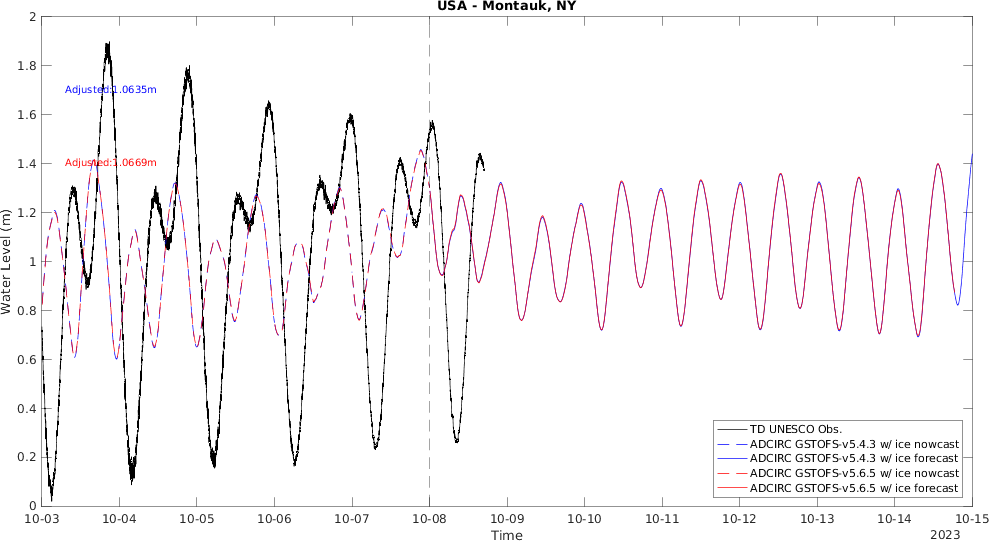 USA - Montauk, NY
2
1.8
1.6
1.4
1.2
1
0.8
0.6
0.4
0.2
0
Water Level (m)
Adjusted:1.0635m
Adjusted:1.0669m
TD UNESCO Obs.
ADCIRC GSTOFS-v5.4.3 w/ ice nowcast
ADCIRC GSTOFS-v5.4.3 w/ ice forecast
ADCIRC GSTOFS-v5.6.5 w/ ice nowcast
ADCIRC GSTOFS-v5.6.5 w/ ice forecast
10-03 10-04 10-05 10-06 10-07 10-08 10-09 10-10 10-11 10-12 10-13 10-14 10-15
Time
2023